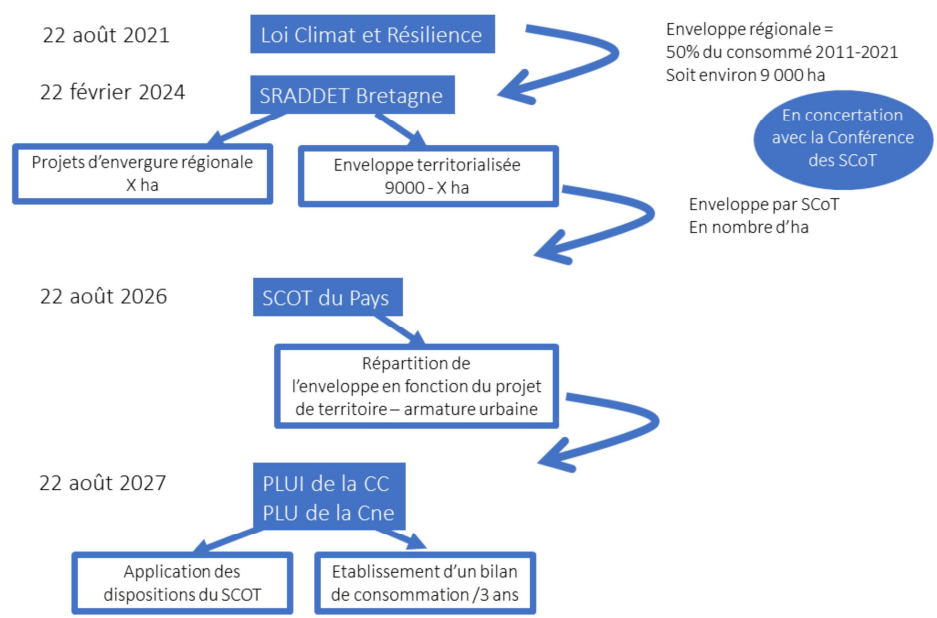 22 août 2021
Loi Climat et Résilience
Enveloppe régionale =
50% du consommé 2011-2021
Soit environ 9 000 ha
22 février 2024
SRADDET Bretagne
En concertation
avec la Conférence
des SCoT
Projets d'envergure régionale
X ha
Enveloppe territorialisée
9000 - X ha
Enveloppe par SCoT
En nombre d'ha
22 août 2026
SCOT du Pays
Répartition de
l'enveloppe en fonction du projet
de territoire – armature urbaine
22 août 2027
PLUI de la CC
PLU de la Cne
Application des
dispositions du SCOT
Etablissement d'un bilan
de consommation /3 ans